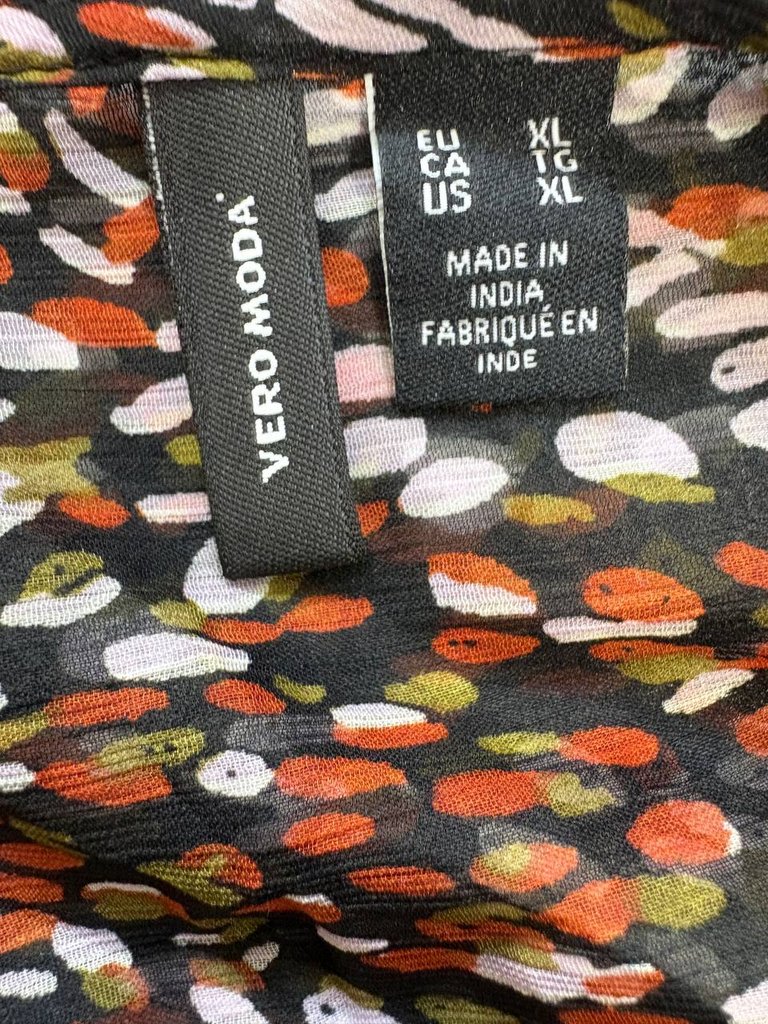 VERO MODA
EU XL
CA TG
US XL
MADE IN
INDIA
FABRIQUÉ EN
INDE